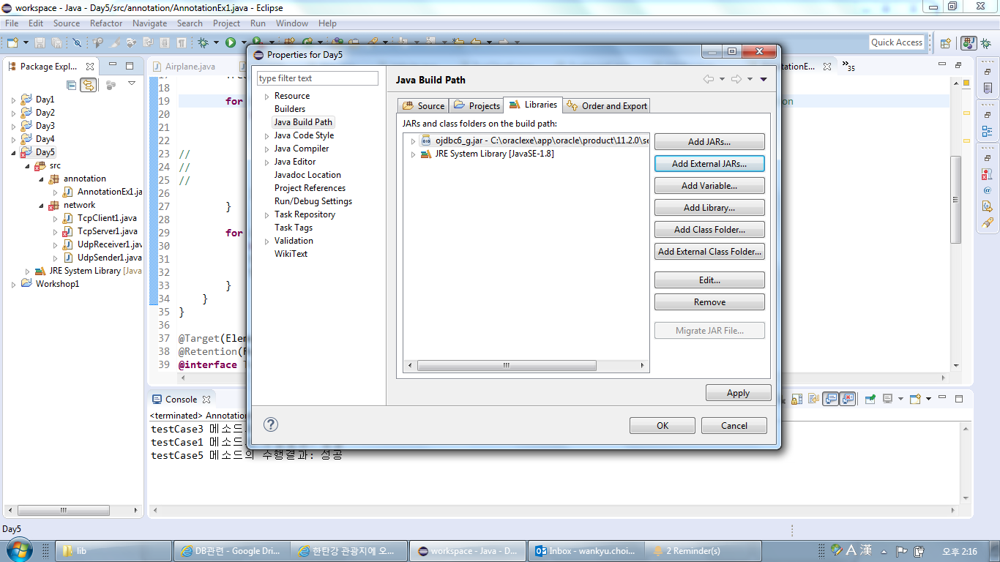 workspace - Java - Day5/src/annotation/AnnotationEx1.java - Eclipse
File Edit Source Refactor Navigate Search Project Run Window Help
Quick Access
Package Expl...
Day1
Day2
Day3
Day4
Day5
src
annotation
AnnotationEx1.ja
network
TcpClient1.java
TcpServer1.java
UdpReceiver1.jav
UdpSender1.java
JRE System Library [Java
Workshop1
Airplane.java
35
18
19 for
20
21
22
23 //
24 //
25 //
26
27 }
28
29 for
30
31
32
33 }
34 }
35 }
36
37 @Target(Elem
38 @Retention(
39 @interface
Properties for Day5
type filter text
Resource
Builders
Java Build Path
Java Code Style
Java Compiler
Java Editor
Javadoc Location
Project References
Run/Debug Settings
Task Repository
Task Tags
Validation
WikiText
Java Build Path
Source Projects Libraries Order and Export
JARs and class folders on the build path:
ojdbc6_g.jar - C:\oraclexe\app\oracle\product\11.2.0\se
JRE System Library [JavaSE-1.8]
Add JARs...
Add External JARs...
Add Variable...
Add Library...
Add Class Folder...
Add External Class Folder...
Edit...
Remove
Migrate JAR File...
Apply
OK Cancel
Console
<terminated> Annotation
testCase3 메소드
testCase1 메소드
testCase5 메소드의 수행결과: 성공
Day5
lib
DB관련 - Google Dri...
한탄강 관광지에 오...
workspace - Java - D...
Inbox - wankyu.choi...
2 Reminder(s)
A 漢
오후 2:16